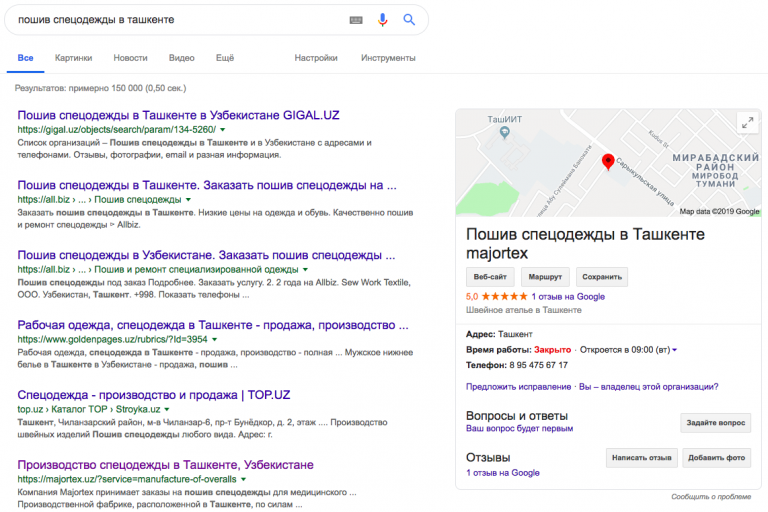 пошив спецодежды в ташкенте
Все Картинки Новости Видео Ещё Настройки Инструменты
Результатов: примерно 150 000 (0,50 сек.)
Пошив спецодежды в Ташкенте в Узбекистане GIGAL.UZ
https://gigal.uz/objects/search/param/134-5260/
Список организаций – Пошив спецодежды в Ташкенте и в Узбекистане с адресами и
телефонами. Отзывы, фотографии, email и разная информация.
Пошив спецодежды в Ташкенте. Заказать пошив спецодежды на ...
https://all.biz › ... › Пошив спецодежды
Заказать пошив спецодежды в Ташкенте. Низкие цены на одежда и обувь. Качественно пошив
и ремонт спецодежды > Allbiz.
Пошив спецодежды в Узбекистане. Заказать пошив спецодежды ...
https://all.biz › ... › Пошив и ремонт специализированной одежды
Пошив спецодежды под заказ Подробнее. Заказать услугу. 2. 2 года на Allbiz. Sew Work Textile,
ООО. Узбекистан, Ташкент. +998. Показать телефоны ...
Рабочая одежда, спецодежда в Ташкенте - продажа, производство ...
https://www.goldenpages.uz/rubrics/?Id=3954
Рабочая одежда, спецодежда в Ташкенте - продажа, производство - полная ... Мужское нижнее
белье в Ташкенте в Узбекистане - продажа, пошив ...
Спецодежда - производство и продажа | TOP.UZ
top.uz › Каталог TOP › Stroyka.uz
Ташкент, Чиланзарский район, м-в Чиланзар-6, пр-т Бунёдкор, д. 2, этаж .... Производство
швейных изделий Пошив спецодежды любого вида. Адрес: г.
Производство спецодежды в Ташкенте, Узбекистане
https://majortex.uz/?service=manufacture-of-overalls
Компания Majortex принимает заказы на пошив спецодежды для медицинского ...
Производственной фабрике, расположенной в Ташкенте, по силам ...
ТашИИТ
Kuduk St.
Сарыкульская улица
улица Абу Сулаймана Банокати
МИРАБАДСКИЙ
РАЙОН
МИРОБОД
TUMANИ
Map data ©2019 Google
Пошив спецодежды в Ташкенте
majortex
Веб-сайт Маршрут Сохранить
5,0 ★★★★★ 1 отзыв на Google
Швейное ателье в Ташкенте
Адрес: Ташкент
Время работы: Закрыто · Откроется в 09:00 (вт)
Телефон: 8 95 475 67 17
Предложить исправление · Вы – владелец этой организации?
Вопросы и ответы
Ваш вопрос будет первым
Задайте вопрос
Отзывы
1 отзыв на Google
Написать отзыв Добавить фото
Сообщить о проблеме